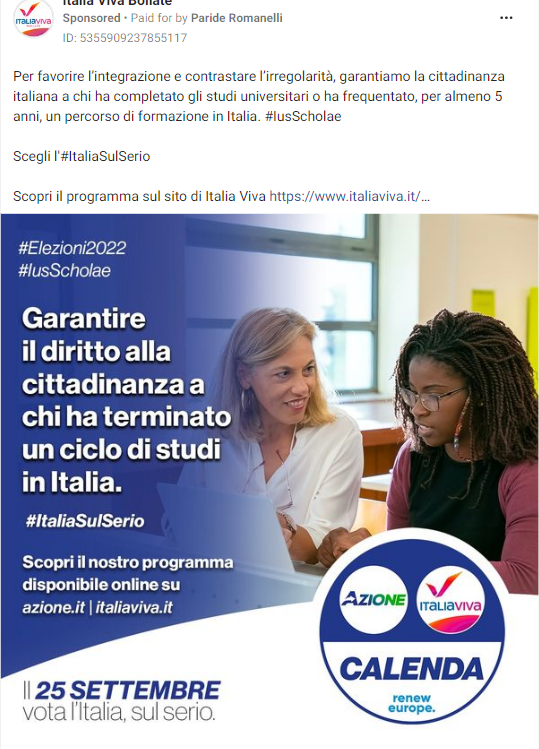 Italia Viva Bollate
Sponsored • Paid for by Paride Romanelli
ID: 5355909237855117
Per favorire l'integrazione e contrastare l'irregolarità, garantiamo la cittadinanza
italiana a chi ha completato gli studi universitari o ha frequentato, per almeno 5
anni, un percorso di formazione in Italia. #IusScholae
Scegli l'#ItaliaSulSerio
Scopri il programma sul sito di Italia Viva https://www.italiaviva.it/…
ITALIAVIVA
#Elezioni2022
#IusScholae
Garantire
il diritto alla
cittadinanza a
chi ha terminato
un ciclo di studi
in Italia.
#ItaliaSulSerio
Scopri il nostro programma
disponibile online su
azione.it | italiaviva.it
Il 25 SETTEMBRE
vota l'Italia, sul serio.
AZIONE
ITALIAVIVA
CALENDA
renew
europe.